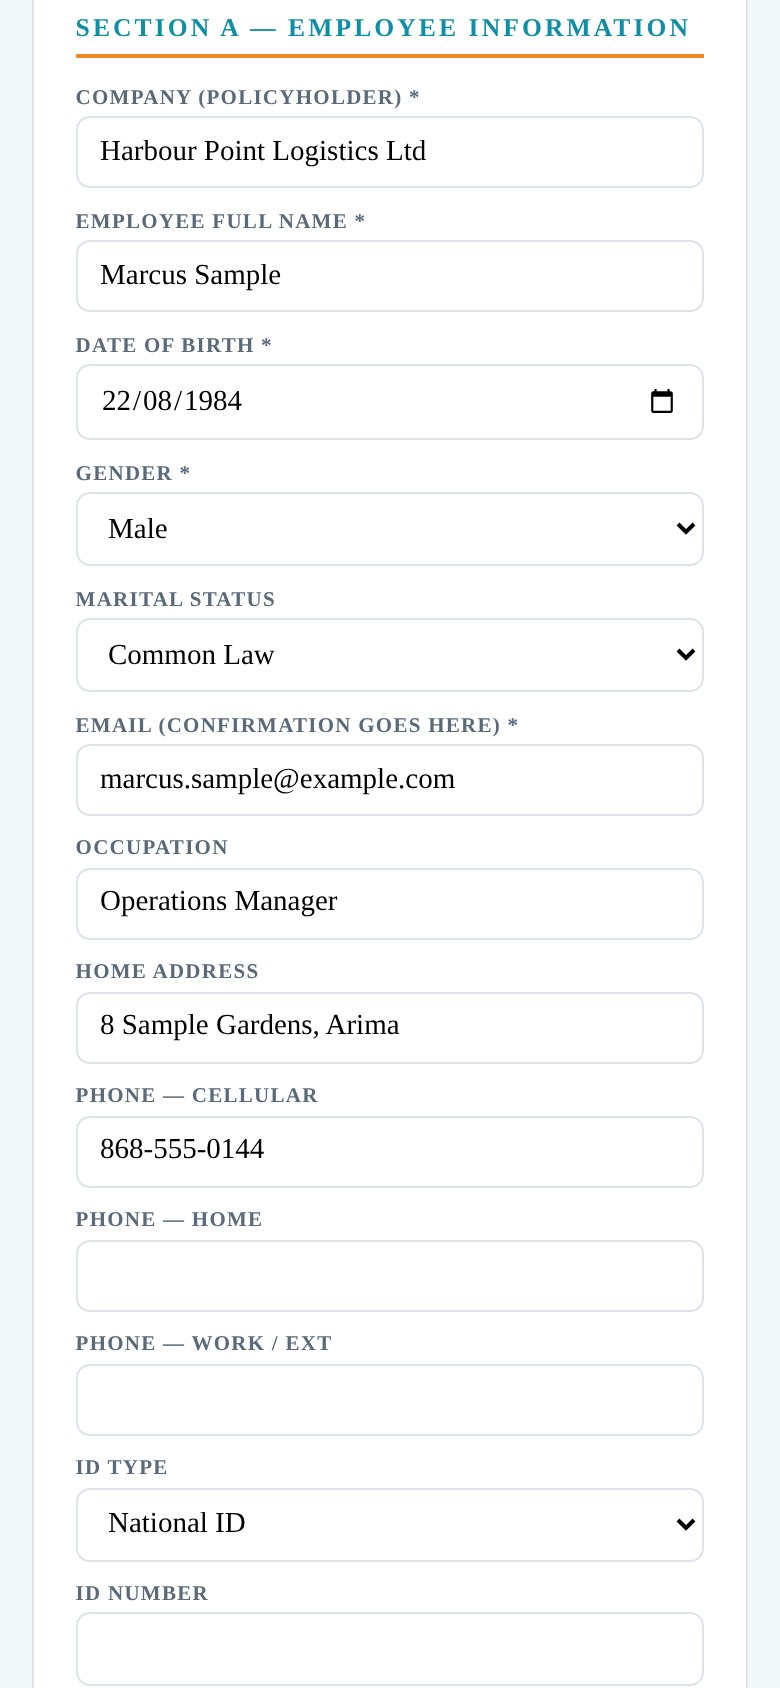 SECTION A — EMPLOYEE INFORMATION
COMPANY (POLICYHOLDER) *
Harbour Point Logistics Ltd
EMPLOYEE FULL NAME *
Marcus Sample
DATE OF BIRTH *
22/08/1984
GENDER *
Male
MARITAL STATUS
Common Law
EMAIL (CONFIRMATION GOES HERE) *
marcus.sample@example.com
OCCUPATION
Operations Manager
HOME ADDRESS
8 Sample Gardens, Arima
PHONE — CELLULAR
868-555-0144
PHONE — HOME
PHONE — WORK / EXT
ID TYPE
National ID
ID NUMBER